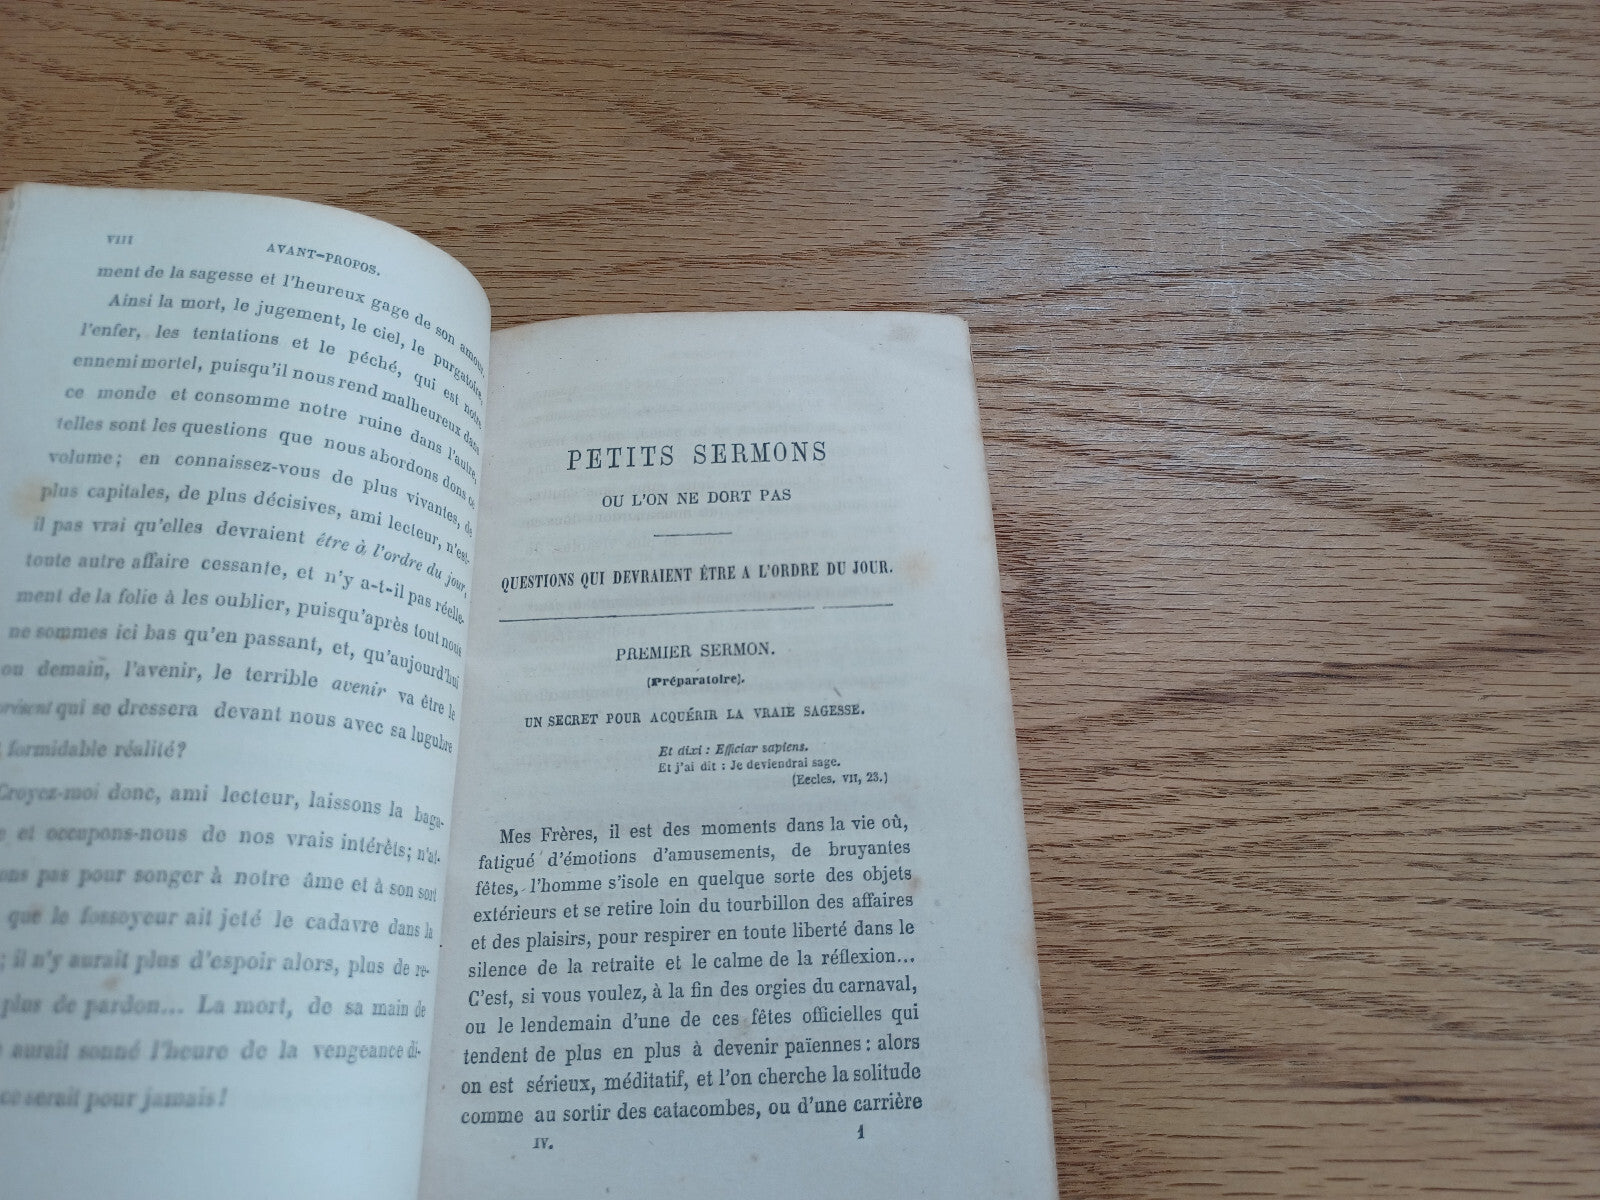 VIII
AVANT-PROPOS.
ment de la sagesse et l'heureux gage de son amour.
Ainsi la mort, le jugement, le ciel, le purgatoire,
l'enfer, les tentations et le péché, qui est notre
ennemi mortel, puisqu'il nous rend malheureux dans
ce monde et consomme notre ruine dans l'autre,
telles sont les questions que nous abordons dons ce
volume; en connaissez-vous de plus vivantes, de
plus capitales, de plus décisives, ami lecteur, n'est-
il pas vrai qu'elles devraient être à l'ordre du jour,
toute autre affaire cessante, et n'y a-t-il pas réelle-
ment de la folie à les oublier, puisqu'après tout nous
ne sommes ici bas qu'en passant, et, qu'aujourd'hui
ou demain, l'avenir, le terrible avenir va être le
présent qui se dressera devant nous avec sa lugubre
formidable réalité?
Croyez-moi donc, ami lecteur, laissons la baga-
et occupons-nous de nos vrais intérêts; n'at-
ons pas pour songer à notre âme et à son sort
que le fossoyeur ait jeté le cadavre dans la
; il n'y aurait plus d'espoir alors, plus de re-
plus de pardon... La mort, de sa main de
aurait sonné l'heure de la vengeance di-
ce serait pour jamais!
PETITS SERMONS
OU L'ON NE DORT PAS
QUESTIONS QUI DEVRAIENT ÊTRE A L'ORDRE DU JOUR.
PREMIER SERMON.
(Préparatoire).
UN SECRET POUR ACQUÉRIR LA VRAIE SAGESSE.
Et dixi : Efficiar sapiens.
Et j'ai dit : Je deviendrai sage.
(Eccles. VII, 23.)
Mes Frères, il est des moments dans la vie où,
fatigué d'émotions d'amusements, de bruyantes
fêtes, l'homme s'isole en quelque sorte des objets
extérieurs et se retire loin du tourbillon des affaires
et des plaisirs, pour respirer en toute liberté dans le
silence de la retraite et le calme de la réflexion...
C'est, si vous voulez, à la fin des orgies du carnaval,
ou le lendemain d'une de ces fêtes officielles qui
tendent de plus en plus à devenir païennes : alors
on est sérieux, méditatif, et l'on cherche la solitude
comme au sortir des catacombes, ou d'une carrière
IV.
1